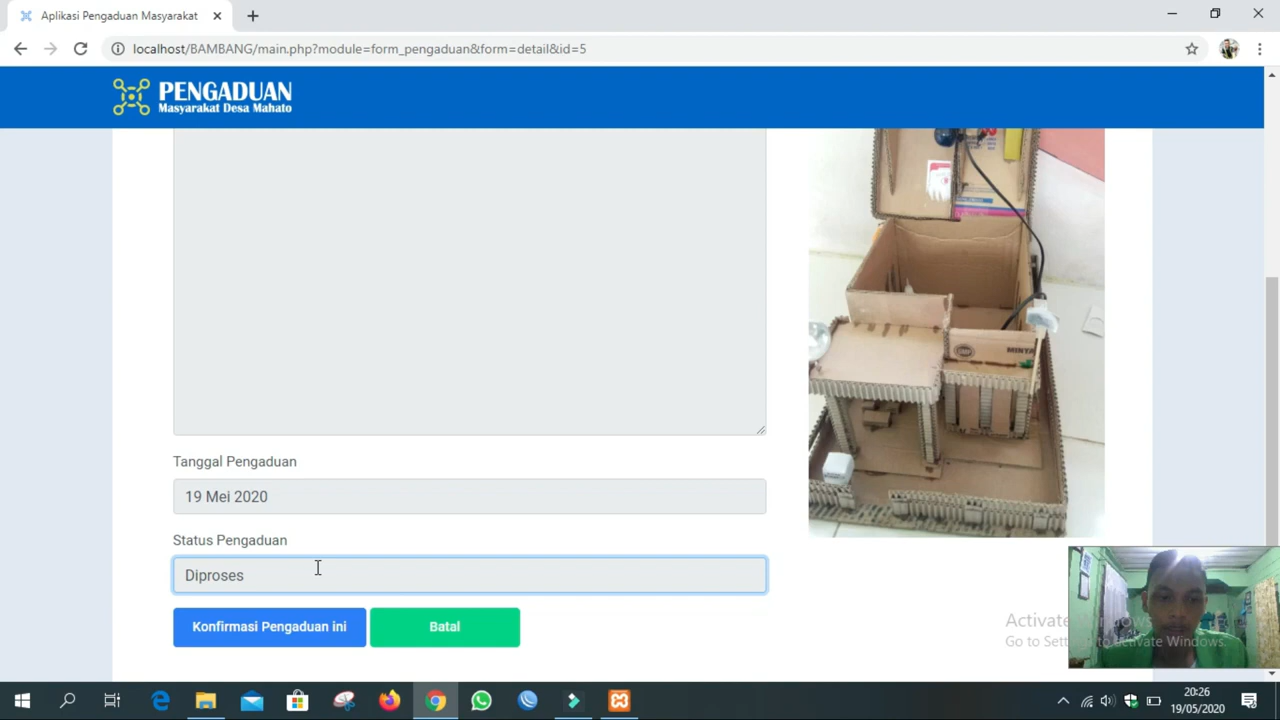 Aplikasi Pengaduan Masyarakat
localhost/BAMBANG/main.php?module=form_pengaduan&form=detail&id=5
PENGADUAN
Masyarakat Desa Mahato
Tanggal Pengaduan
19 Mei 2020
Status Pengaduan
Diproses
Konfirmasi Pengaduan ini
Batal
Activate Windows
Go to Settings to activate Windows.
20:26
19/05/2020